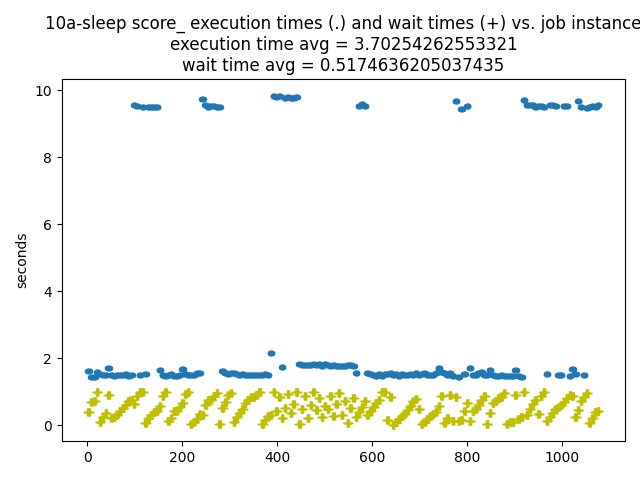 10a-sleep score_ execution times (.) and wait times (+) vs. job instance
execution time avg = 3.70254262553321
wait time avg = 0.5174636205037435
10
8
6
4
2
0
seconds
0 200 400 600 800 1000